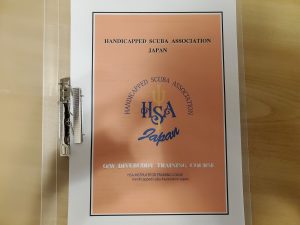 HANDICAPPED SCUBA ASSOCIATION
JAPAN
HANDICAPPED SCUBA ASSOCIATION
HSA
Japan
O/W DIVEBUDDY TRAINING COURSE